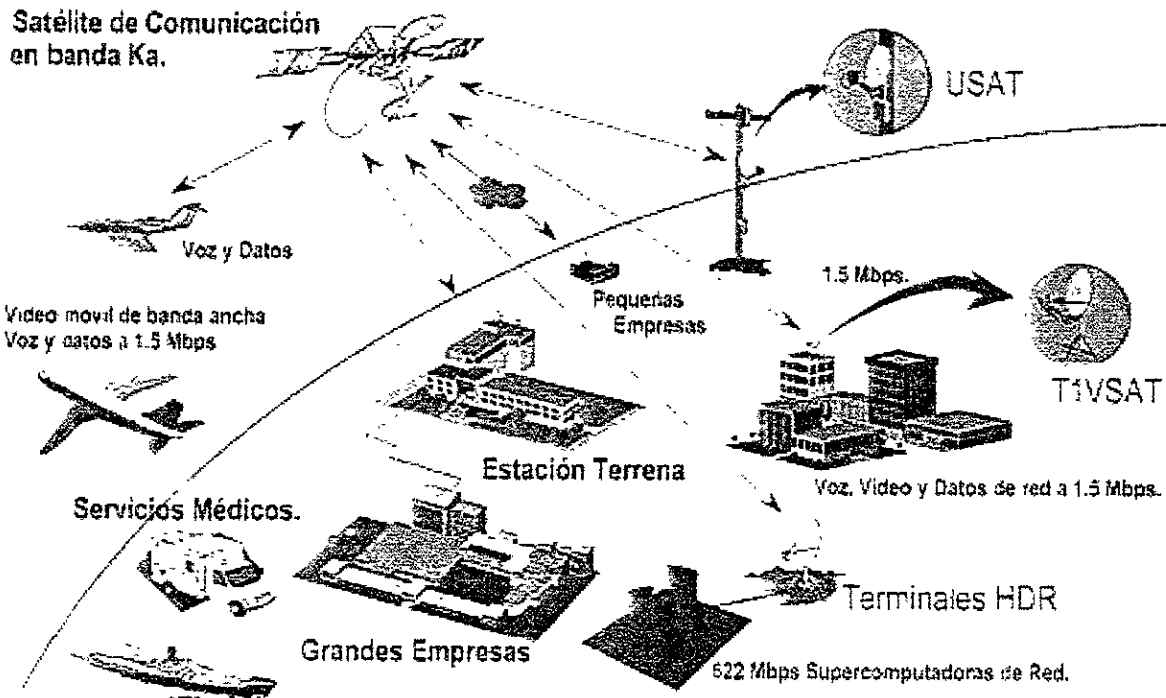 Satélite de Comunicación
en banda Ka.
USAT
Voz y Datos
1.5 Mbps.
Pequeñas
Empresas
Video movil de banda ancha
Voz y datos a 1.5 Mbps
T1VSAT
Estación Terrena
Voz, Video y Datos de red a 1.5 Mbps.
Servicios Médicos.
Terminales HDR
Grandes Empresas
622 Mbps Supercomputadoras de Red.